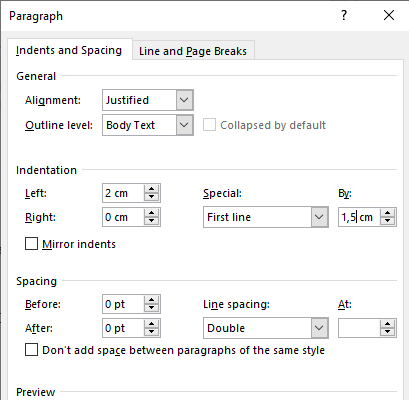 Paragraph ? ×
Indents and Spacing Line and Page Breaks
General
Alignment: Justified
Outline level: Body Text Collapsed by default
Indentation
Left: 2 cm Special: By:
Right: 0 cm First line 1,5 cm
Mirror indents
Spacing
Before: 0 pt Line spacing: At:
After: 0 pt Double
Don't add space between paragraphs of the same style
Preview